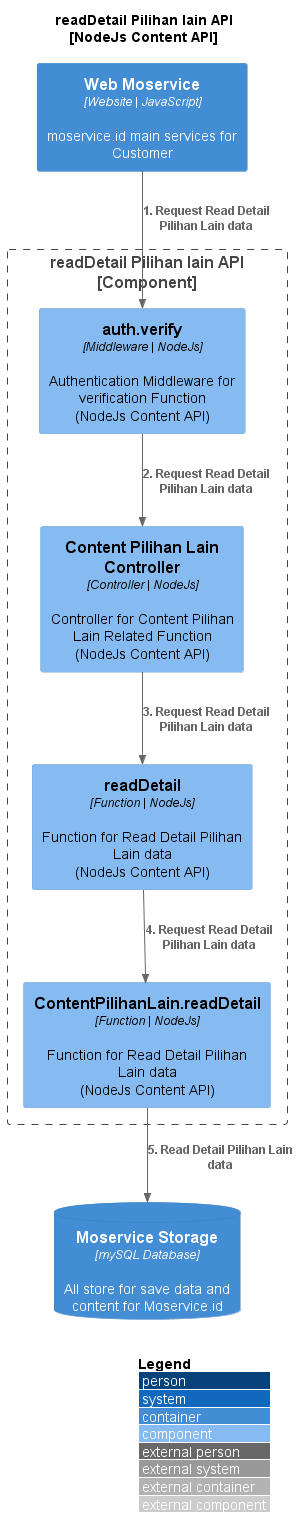 readDetail Pilihan lain API
[NodeJs Content API]
Web Moservice
[Website | JavaScript]
moservice.id main services for
Customer
1. Request Read Detail
Pilihan Lain data
readDetail Pilihan lain API
[Component]
auth.verify
[Middleware | NodeJs]
Authentication Middleware for
verification Function
(NodeJs Content API)
2. Request Read Detail
Pilihan Lain data
Content Pilihan Lain
Controller
[Controller | NodeJs]
Controller for Content Pilihan
Lain Related Function
(NodeJs Content API)
3. Request Read Detail
Pilihan Lain data
readDetail
[Function | NodeJs]
Function for Read Detail Pilihan
Lain data
(NodeJs Content API)
4. Request Read Detail
Pilihan Lain data
ContentPilihanLain.readDetail
[Function | NodeJs]
Function for Read Detail Pilihan
Lain data
(NodeJs Content API)
5. Read Detail Pilihan Lain
data
Moservice Storage
[mySQL Database]
All store for save data and
content for Moservice.id
Legend
person
system
container
component
external person
external system
external container
external component